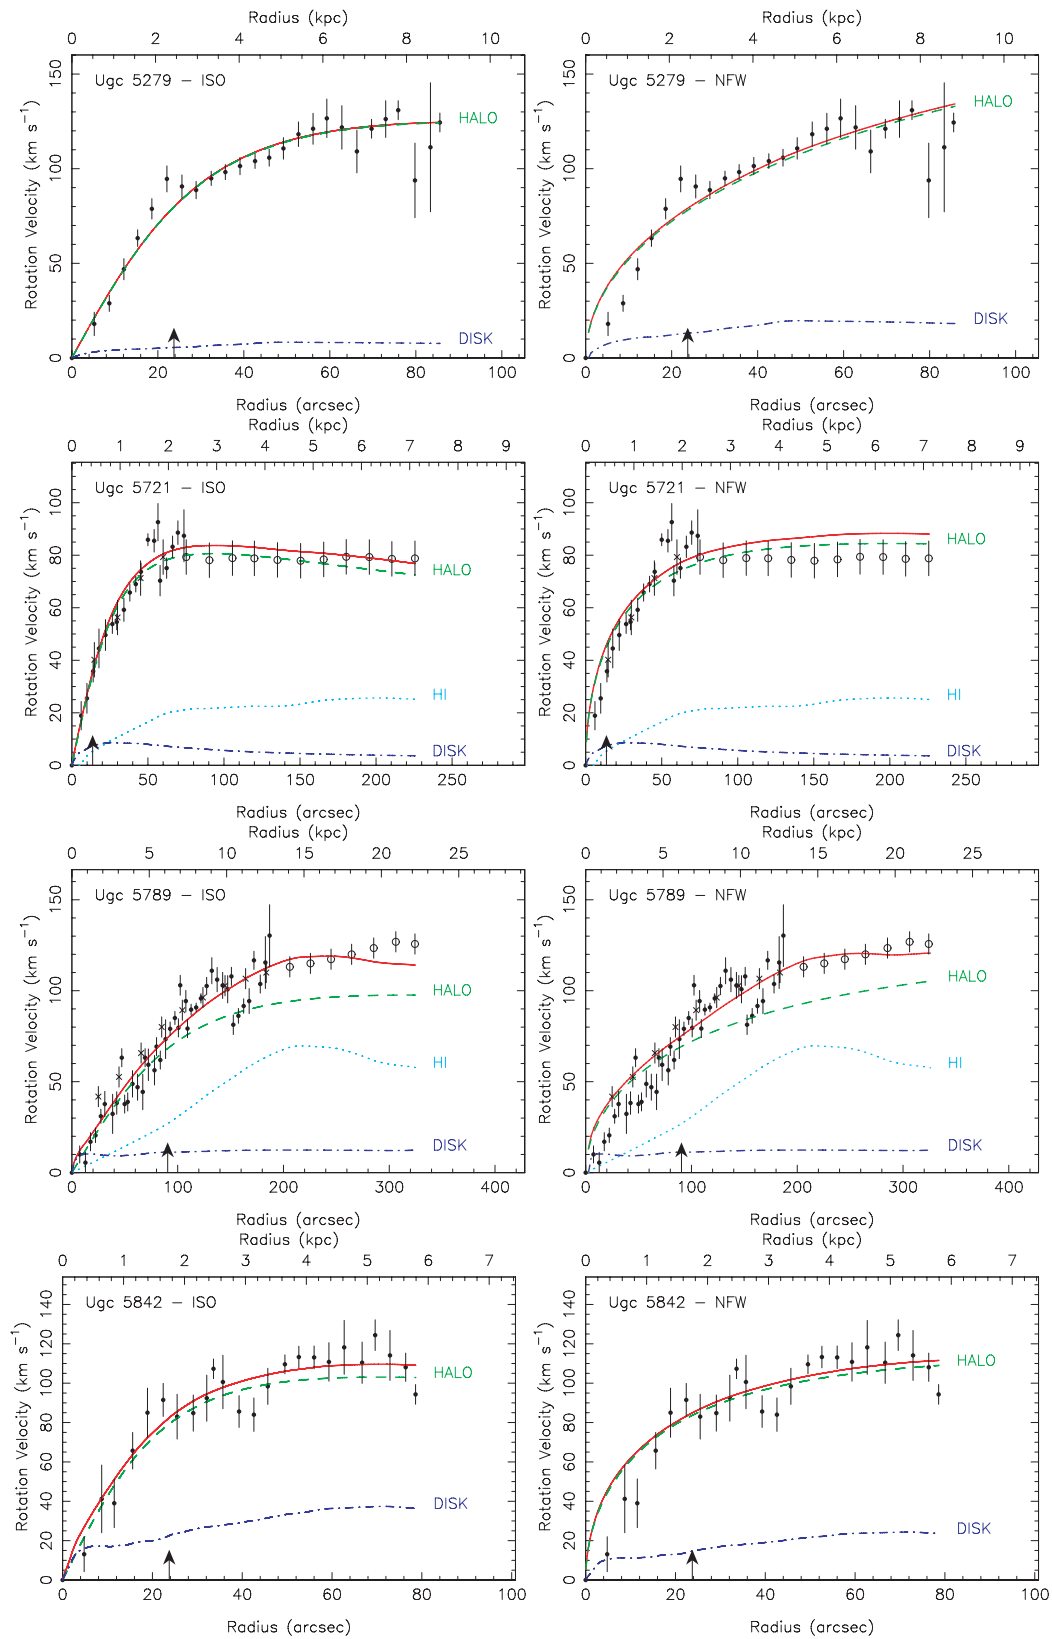 Radius (kpc)
0 2 4 6 8 10
Ugc 5279 – ISO
HALO
DISK
Rotation Velocity (km s⁻¹)
0 50 100 150
0 20 40 60 80 100
Radius (arcsec)
Radius (kpc)
0 2 4 6 8 10
Ugc 5279 – NFW
HALO
DISK
Rotation Velocity (km s⁻¹)
0 50 100 150
0 20 40 60 80 100
Radius (arcsec)
Radius (kpc)
0 1 2 3 4 5 6 7 8 9
Ugc 5721 – ISO
HALO
HI
DISK
Rotation Velocity (km s⁻¹)
0 20 40 60 80 100
0 50 100 150 200 250
Radius (arcsec)
Radius (kpc)
0 1 2 3 4 5 6 7 8 9
Ugc 5721 – NFW
HALO
HI
DISK
Rotation Velocity (km s⁻¹)
0 20 40 60 80 100
0 50 100 150 200 250
Radius (arcsec)
Radius (kpc)
0 5 10 15 20 25
Ugc 5789 – ISO
HALO
HI
DISK
Rotation Velocity (km s⁻¹)
0 50 100 150
0 100 200 300 400
Radius (arcsec)
Radius (kpc)
0 5 10 15 20 25
Ugc 5789 – NFW
HALO
HI
DISK
Rotation Velocity (km s⁻¹)
0 50 100 150
0 100 200 300 400
Radius (arcsec)
Radius (kpc)
0 1 2 3 4 5 6 7
Ugc 5842 – ISO
HALO
DISK
Rotation Velocity (km s⁻¹)
0 20 40 60 80 100 120 140
0 20 40 60 80 100
Radius (arcsec)
Radius (kpc)
0 1 2 3 4 5 6 7
Ugc 5842 – NFW
HALO
DISK
Rotation Velocity (km s⁻¹)
0 20 40 60 80 100 120 140
0 20 40 60 80 100
Radius (arcsec)